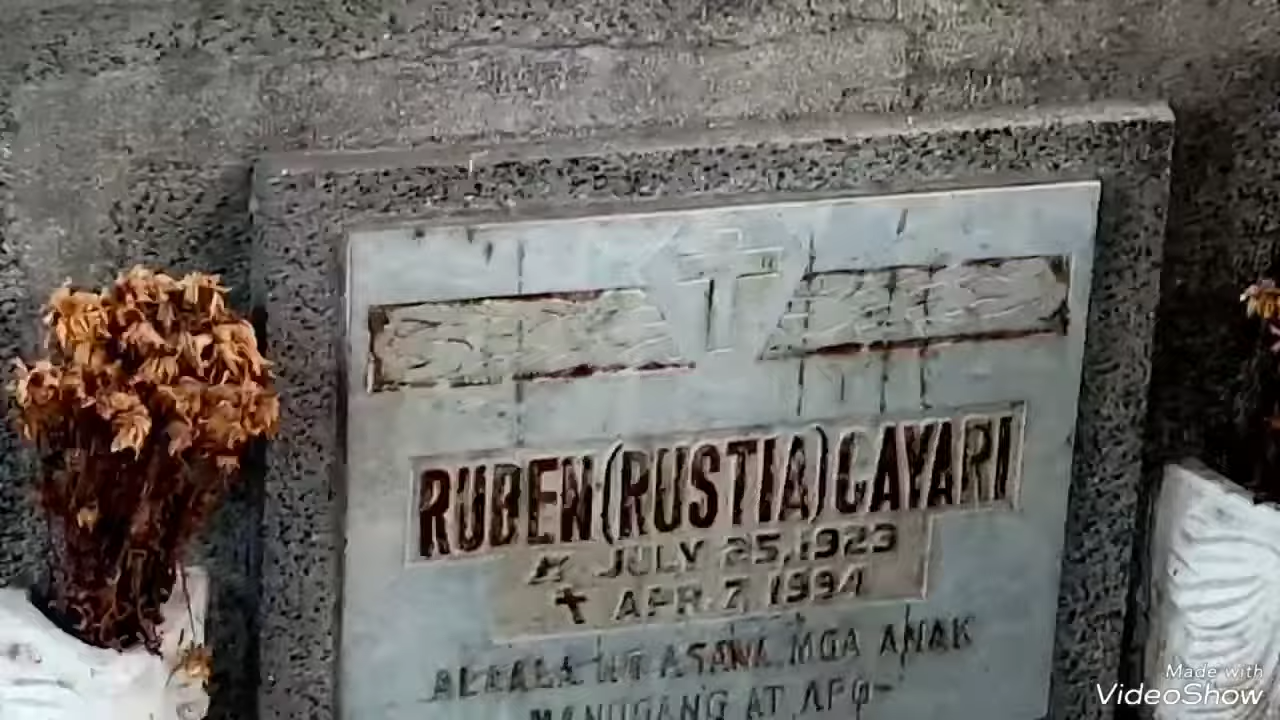 RUBEN (RUSTIA) GAYARI
JULY 25, 1923
✝ APR. 7, 1994
ALAALA NG ASAWA MGA ANAK
MANUGANG AT APO-
Made with
VideoShow